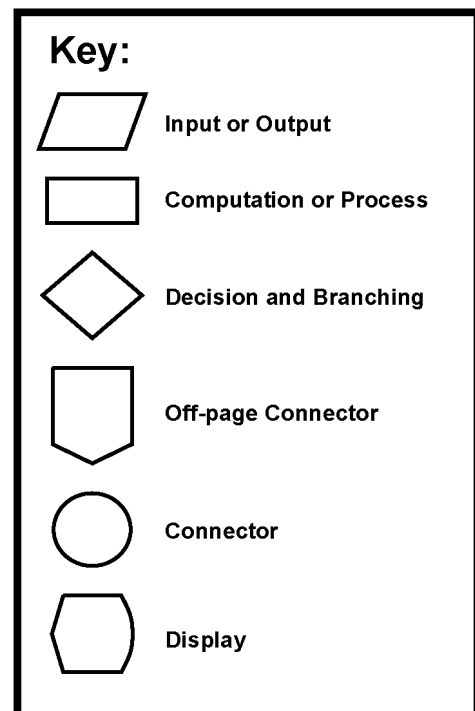 Key:
Input or Output
Computation or Process
Decision and Branching
Off-page Connector
Connector
Display